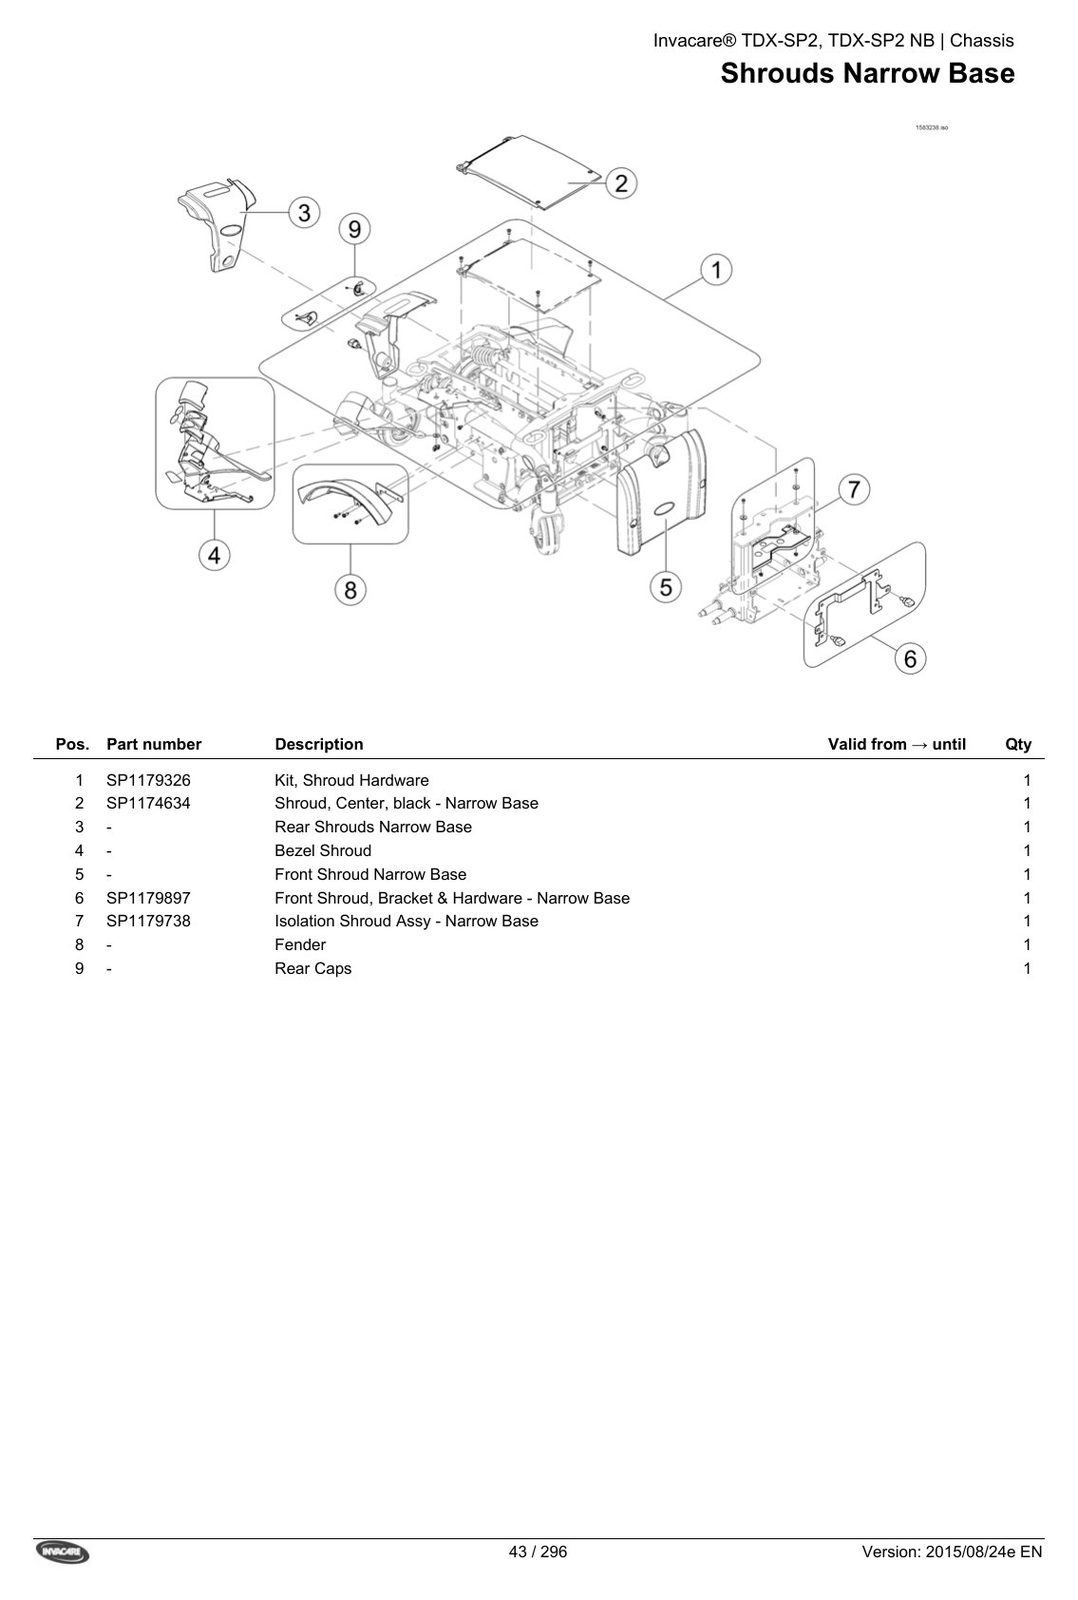 Invacare® TDX-SP2, TDX-SP2 NB | Chassis
Shrouds Narrow Base
1583238.iso
2
3
9
1
7
4
8
5
6
Pos. Part number Description Valid from → until Qty
1 SP1179326 Kit, Shroud Hardware 1
2 SP1174634 Shroud, Center, black - Narrow Base 1
3 - Rear Shrouds Narrow Base 1
4 - Bezel Shroud 1
5 - Front Shroud Narrow Base 1
6 SP1179897 Front Shroud, Bracket & Hardware - Narrow Base 1
7 SP1179738 Isolation Shroud Assy - Narrow Base 1
8 - Fender 1
9 - Rear Caps 1
INVACARE 43 / 296 Version: 2015/08/24e EN